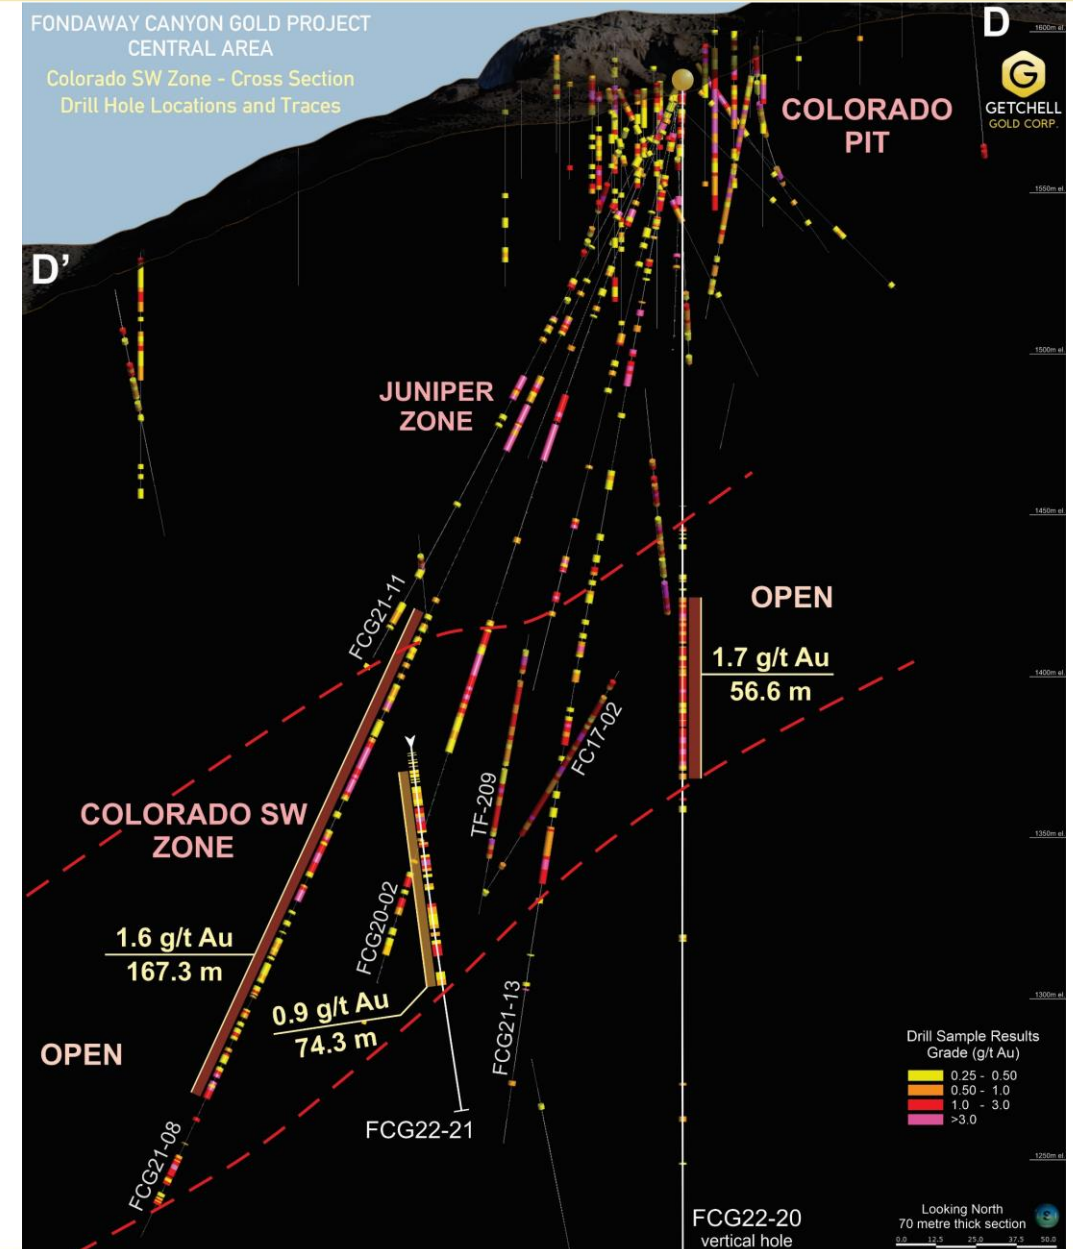 FONDAWAY CANYON GOLD PROJECT
CENTRAL AREA
Colorado SW Zone - Cross Section
Drill Hole Locations and Traces
D
1600m el.
G
GETCHELL
GOLD CORP.
COLORADO
PIT
1550m el.
D’
1500m el.
JUNIPER
ZONE
1450m el.
FCG21-11
OPEN
1.7 g/t Au
56.6 m
1400m el.
FC17-02
TF-209
COLORADO SW
ZONE
1350m el.
FCG20-02
1.6 g/t Au
167.3 m
0.9 g/t Au
74.3 m
FCG21-13
1300m el.
OPEN
Drill Sample Results
Grade (g/t Au)
0.25 - 0.50
0.50 - 1.0
1.0 - 3.0
>3.0
FCG22-21
FCG21-08
1250m el.
FCG22-20
vertical hole
Looking North
70 metre thick section
0.0 12.5 25.0 37.5 50.0